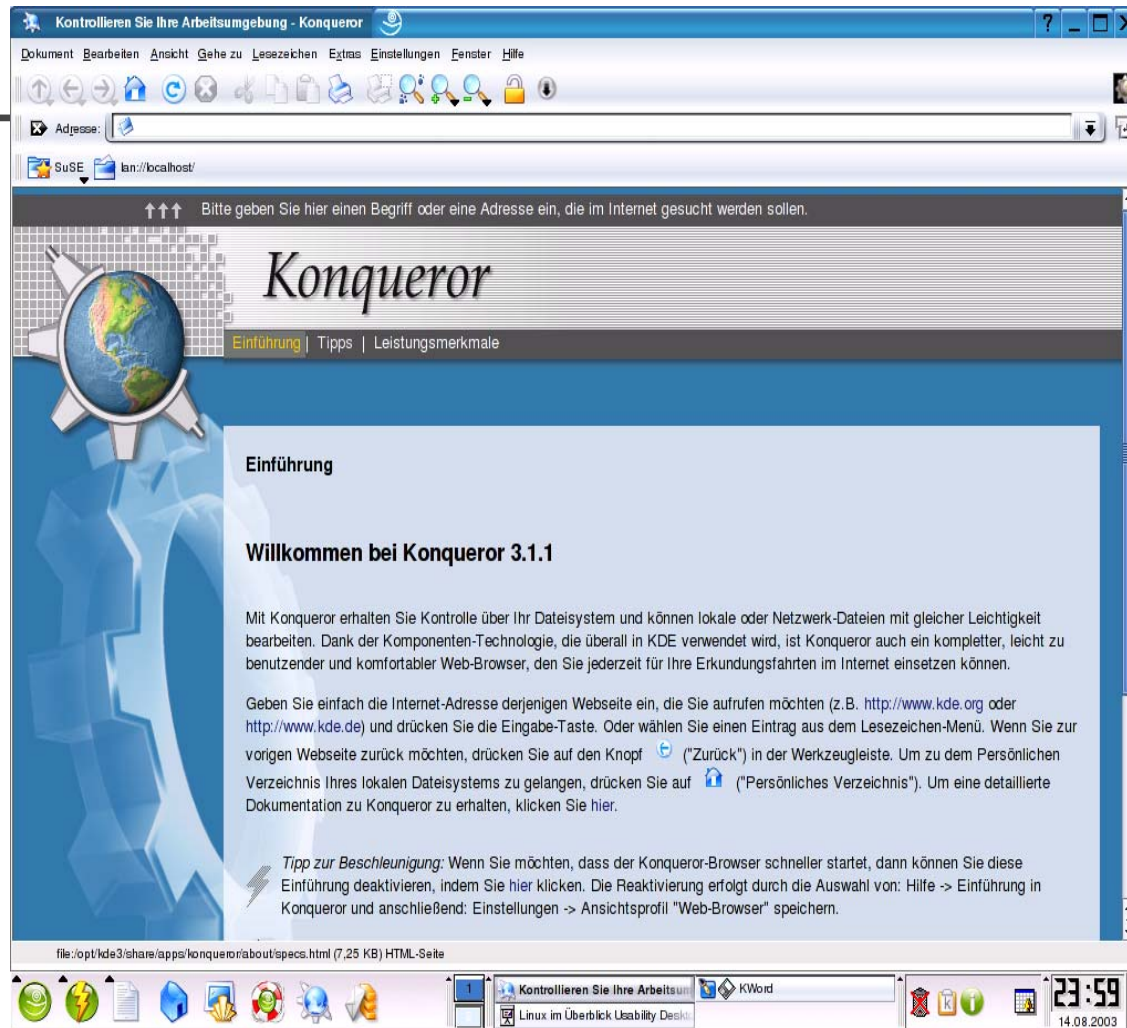 Kontrollieren Sie Ihre Arbeitsumgebung - Konqueror
Dokument Bearbeiten Ansicht Gehe zu Lesezeichen Extras Einstellungen Fenster Hilfe
Adresse:
SuSE lan://localhost/
Bitte geben Sie hier einen Begriff oder eine Adresse ein, die im Internet gesucht werden sollen.
Konqueror
Einführung | Tipps | Leistungsmerkmale
Einführung
Willkommen bei Konqueror 3.1.1
Mit Konqueror erhalten Sie Kontrolle über Ihr Dateisystem und können lokale oder Netzwerk-Dateien mit gleicher Leichtigkeit
bearbeiten. Dank der Komponenten-Technologie, die überall in KDE verwendet wird, ist Konqueror auch ein kompletter, leicht zu
benutzender und komfortabler Web-Browser, den Sie jederzeit für Ihre Erkundungsfahrten im Internet einsetzen können.
Geben Sie einfach die Internet-Adresse derjenigen Webseite ein, die Sie aufrufen möchten (z.B. http://www.kde.org oder
http://www.kde.de) und drücken Sie die Eingabe-Taste. Oder wählen Sie einen Eintrag aus dem Lesezeichen-Menü. Wenn Sie zur
vorigen Webseite zurück möchten, drücken Sie auf den Knopf ("Zurück") in der Werkzeugleiste. Um zu dem Persönlichen
Verzeichnis Ihres lokalen Dateisystems zu gelangen, drücken Sie auf ("Persönliches Verzeichnis"). Um eine detaillierte
Dokumentation zu Konqueror zu erhalten, klicken Sie hier.
Tipp zur Beschleunigung: Wenn Sie möchten, dass der Konqueror-Browser schneller startet, dann können Sie diese
Einführung deaktivieren, indem Sie hier klicken. Die Reaktivierung erfolgt durch die Auswahl von: Hilfe -> Einführung in
Konqueror und anschließend: Einstellungen -> Ansichtsprofil "Web-Browser" speichern.
file:/opt/kde3/share/apps/konqueror/about/specs.html (7,25 KB) HTML-Seite
1 Kontrollieren Sie Ihre Arbeitsum KWord
Linux im Überblick Usability Deskt
23:59
14.08.2003